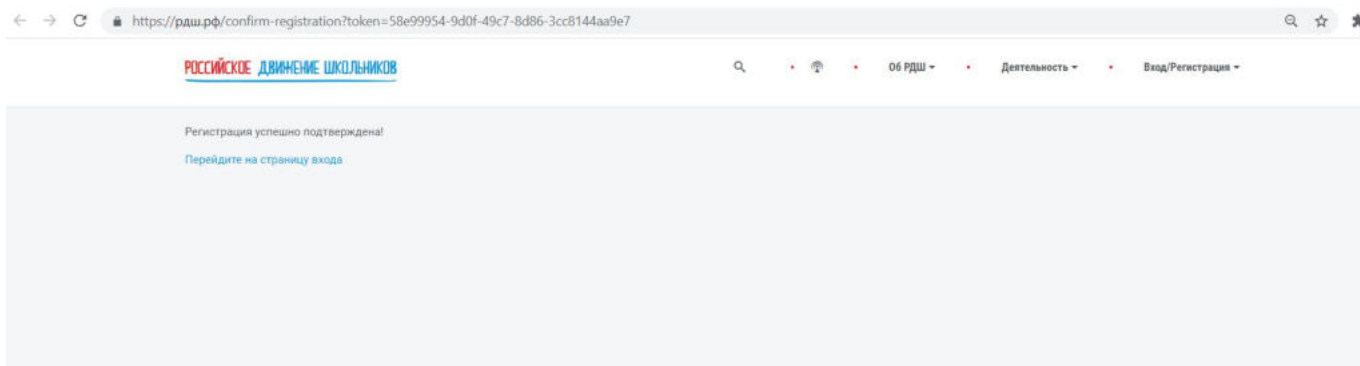 https://рдш.рф/confirm-registration?token=58e99954-9d0f-49c7-8d86-3cc8144aa9e7
РОССИЙСКОЕ ДВИЖЕНИЕ ШКОЛЬНИКОВ
Об РДШ
Деятельность
Вход/Регистрация
Регистрация успешно подтверждена!
Перейдите на страницу входа